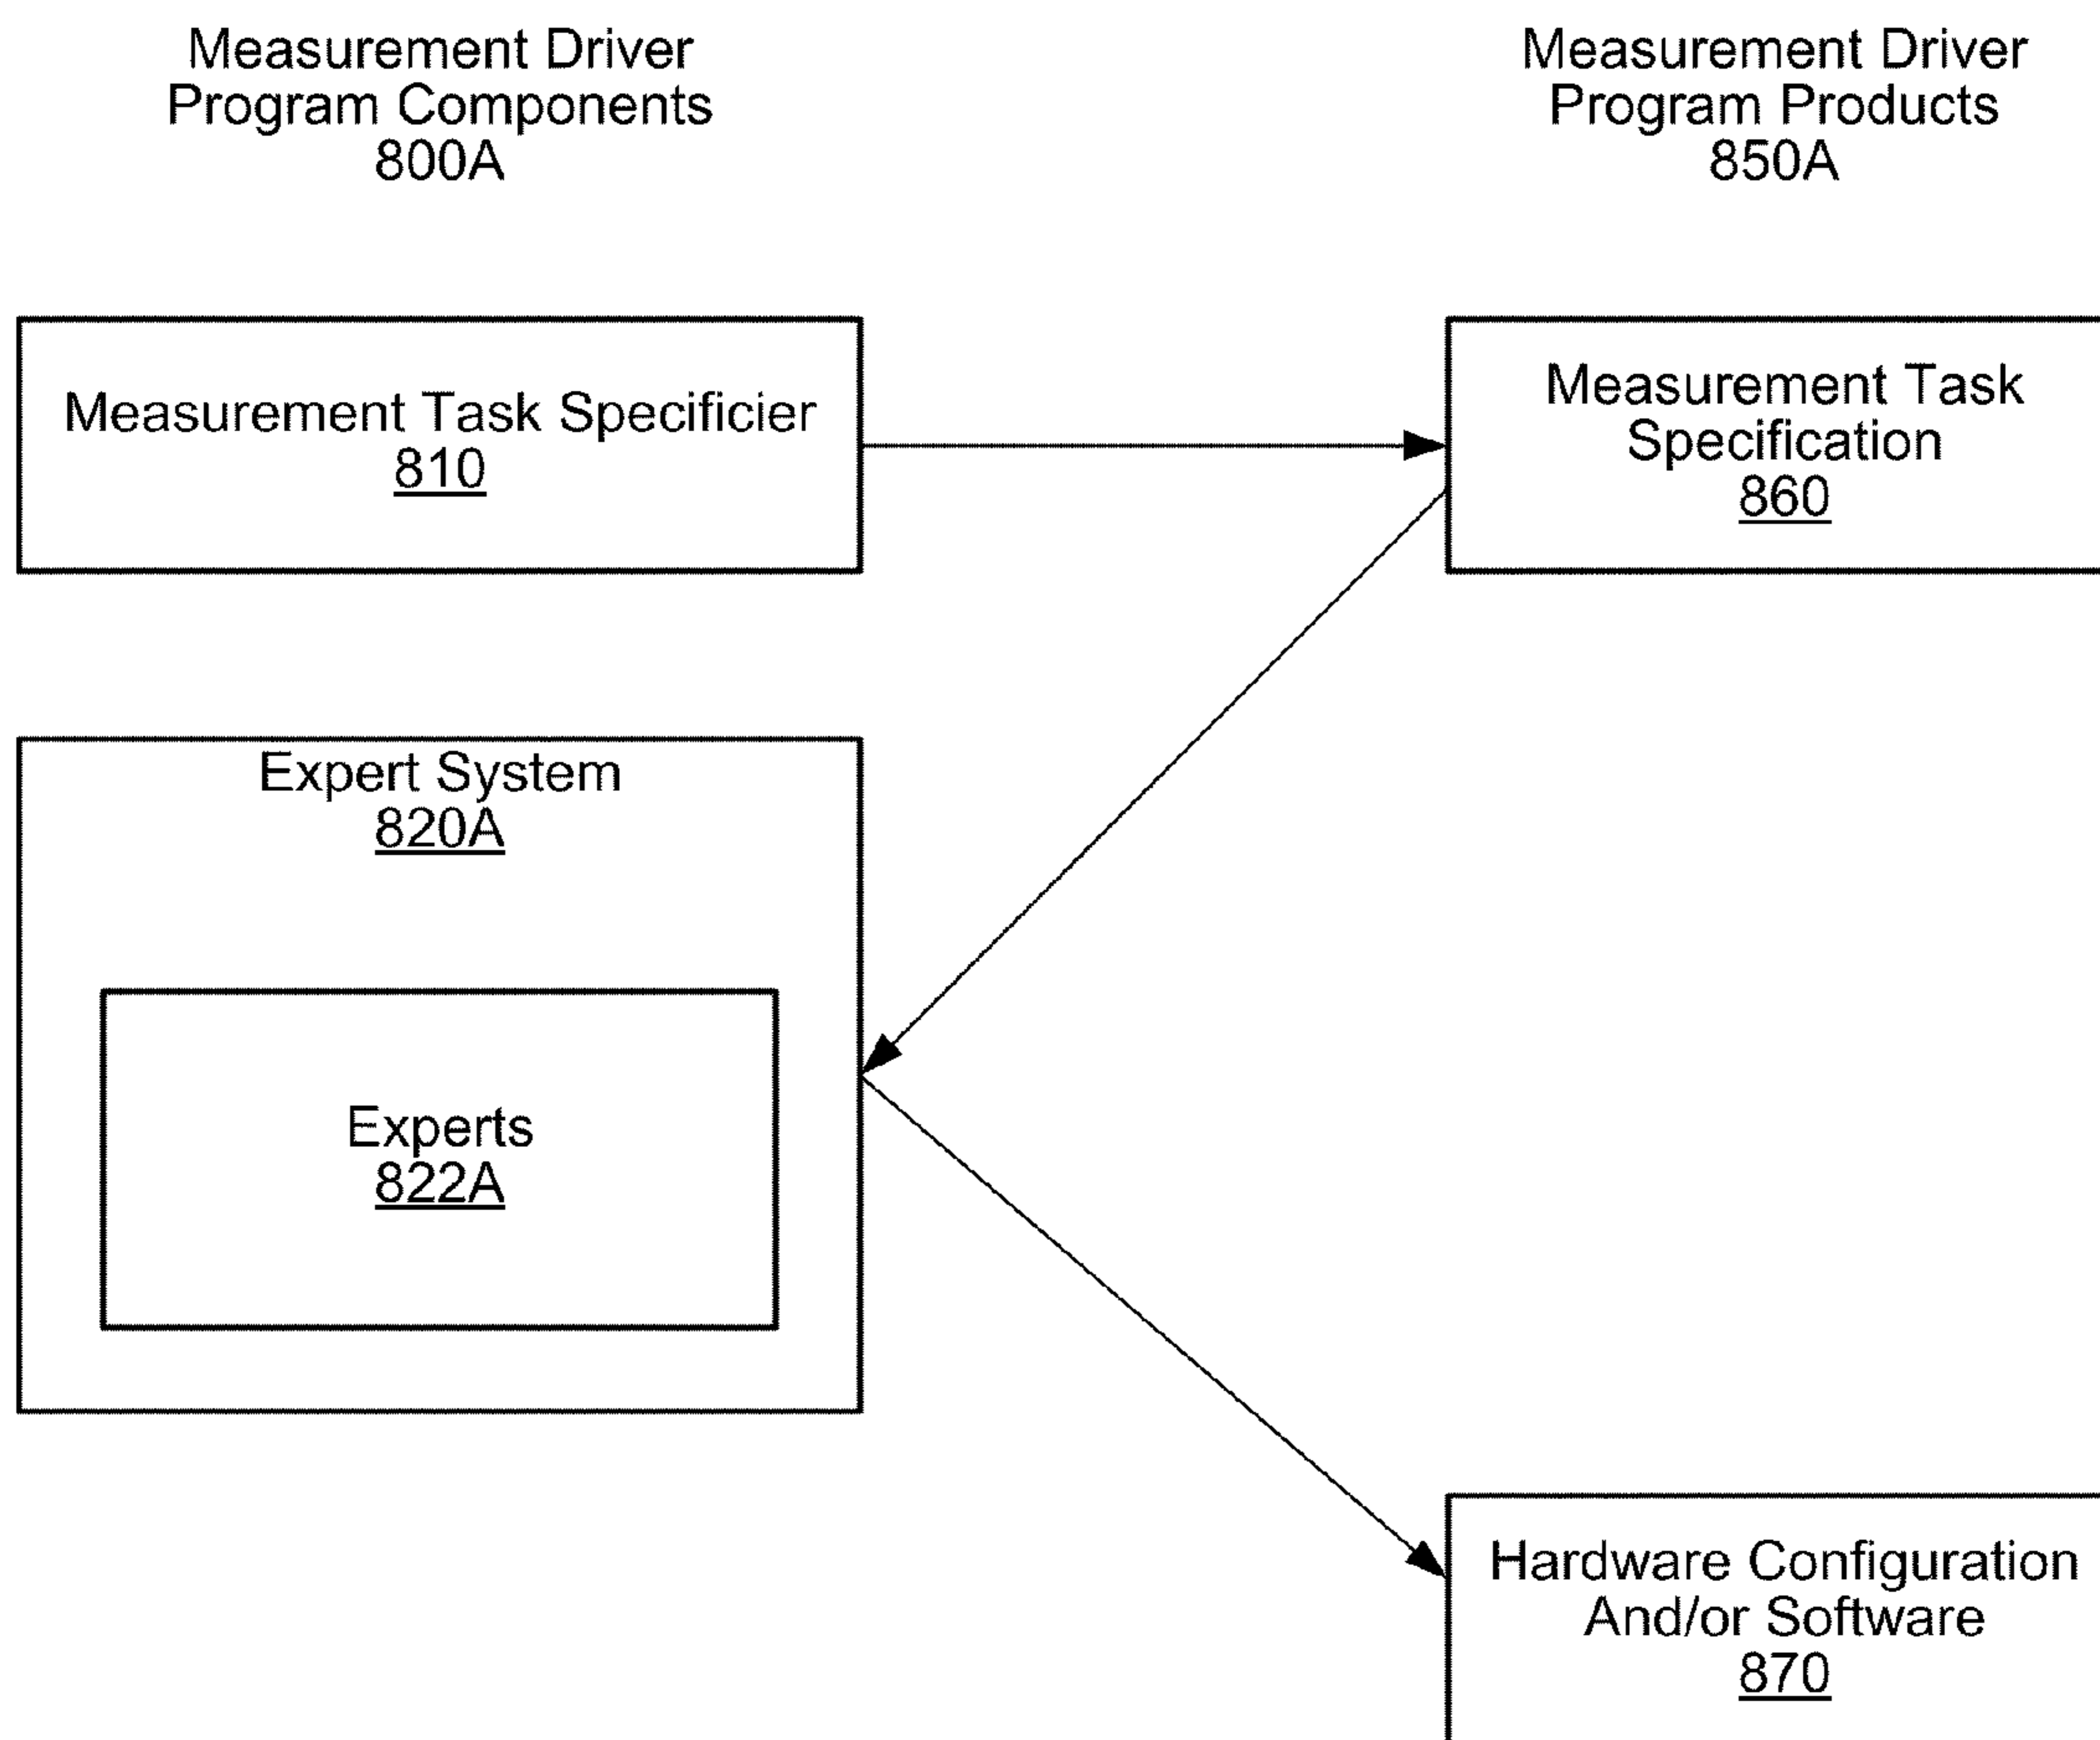 Measurement Driver
Program Components
800A
Measurement Driver
Program Products
850A
Measurement Task Specificier
810
Measurement Task
Specification
860
Expert System
820A
Experts
822A
Hardware Configuration
And/or Software
870